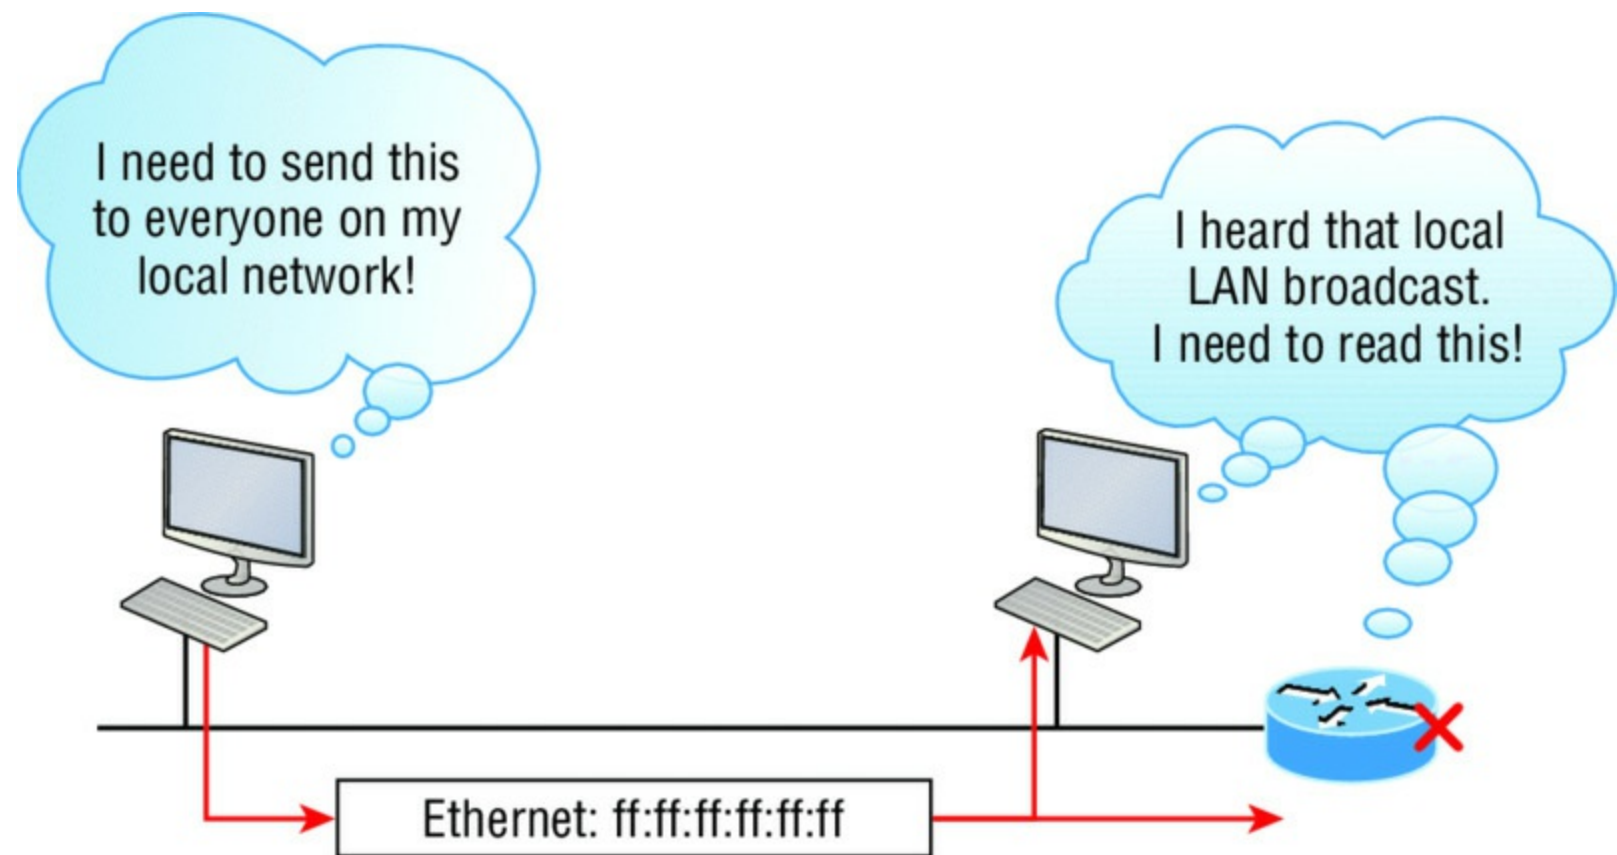 I need to send this
to everyone on my
local network!
I heard that local
LAN broadcast.
I need to read this!
Ethernet: ff:ff:ff:ff:ff:ff